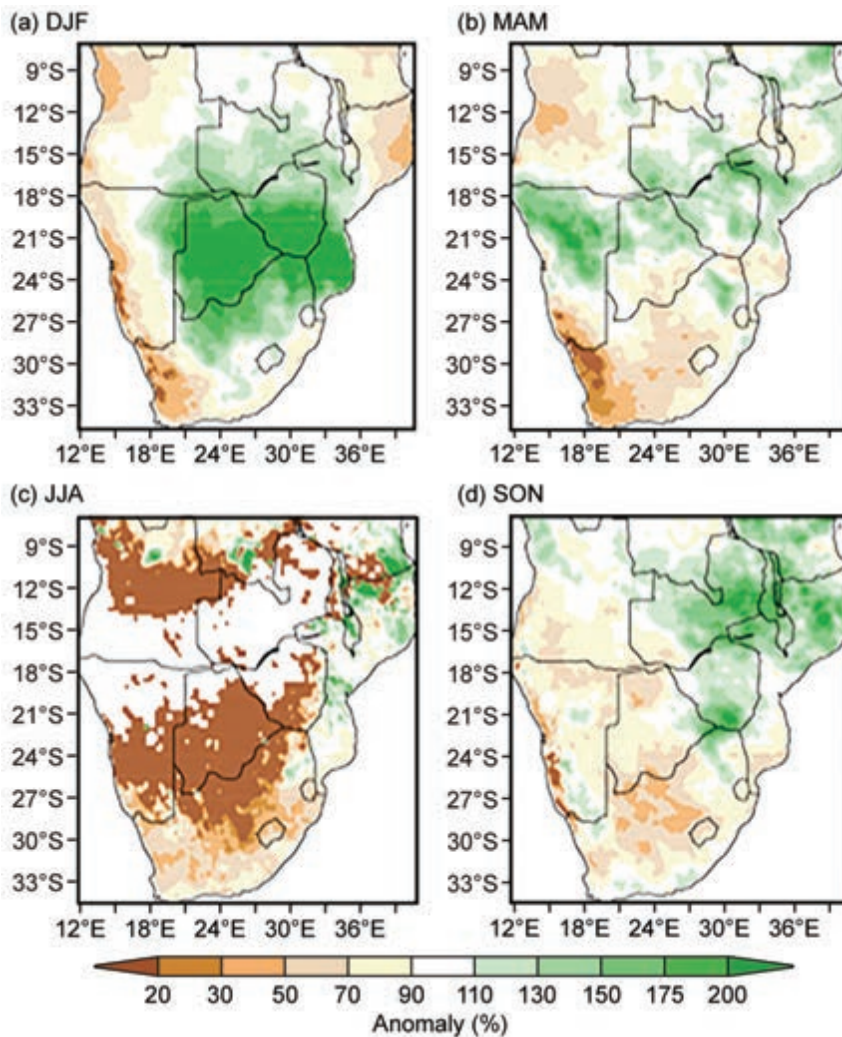 (a) DJF
(b) MAM
9°S
12°S
15°S
18°S
21°S
24°S
27°S
30°S
33°S
9°S
12°S
15°S
18°S
21°S
24°S
27°S
30°S
33°S
12°E 18°E 24°E 30°E 36°E
12°E 18°E 24°E 30°E 36°E
(c) JJA
(d) SON
9°S
12°S
15°S
18°S
21°S
24°S
27°S
30°S
33°S
9°S
12°S
15°S
18°S
21°S
24°S
27°S
30°S
33°S
12°E 18°E 24°E 30°E 36°E
12°E 18°E 24°E 30°E 36°E
20 30 50 70 90 110 130 150 175 200
Anomaly (%)